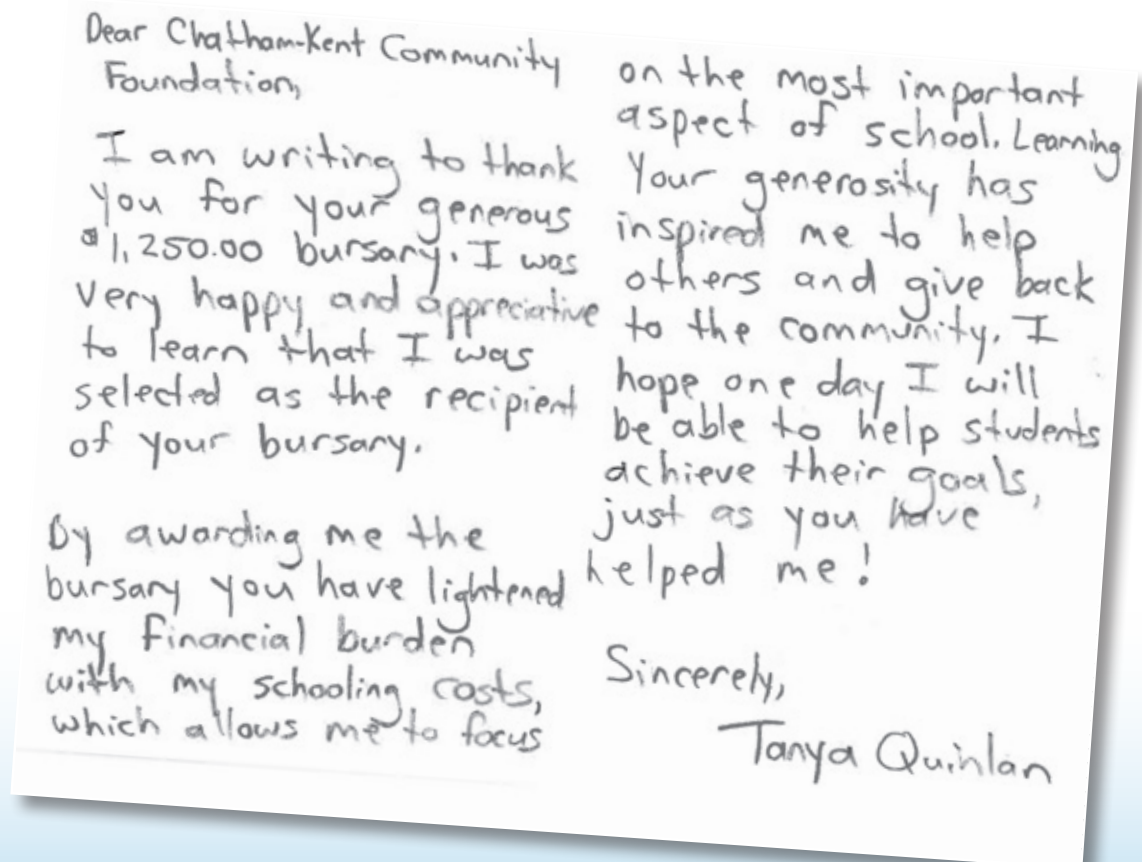 Dear Chatham-Kent Community
Foundation,
I am writing to thank
you for your generous
$1,250.00 bursary. I was
very happy and appreciative
to learn that I was
selected as the recipient
of your bursary.
By awarding me the
bursary you have lightened
my financial burden
with my schooling costs,
which allows me to focus
on the most important
aspect of school. Learning
Your generosity has
inspired me to help
others and give back
to the community. I
hope one day I will
be able to help students
achieve their goals,
just as you have
helped me!
Sincerely,
Tanya Quinlan